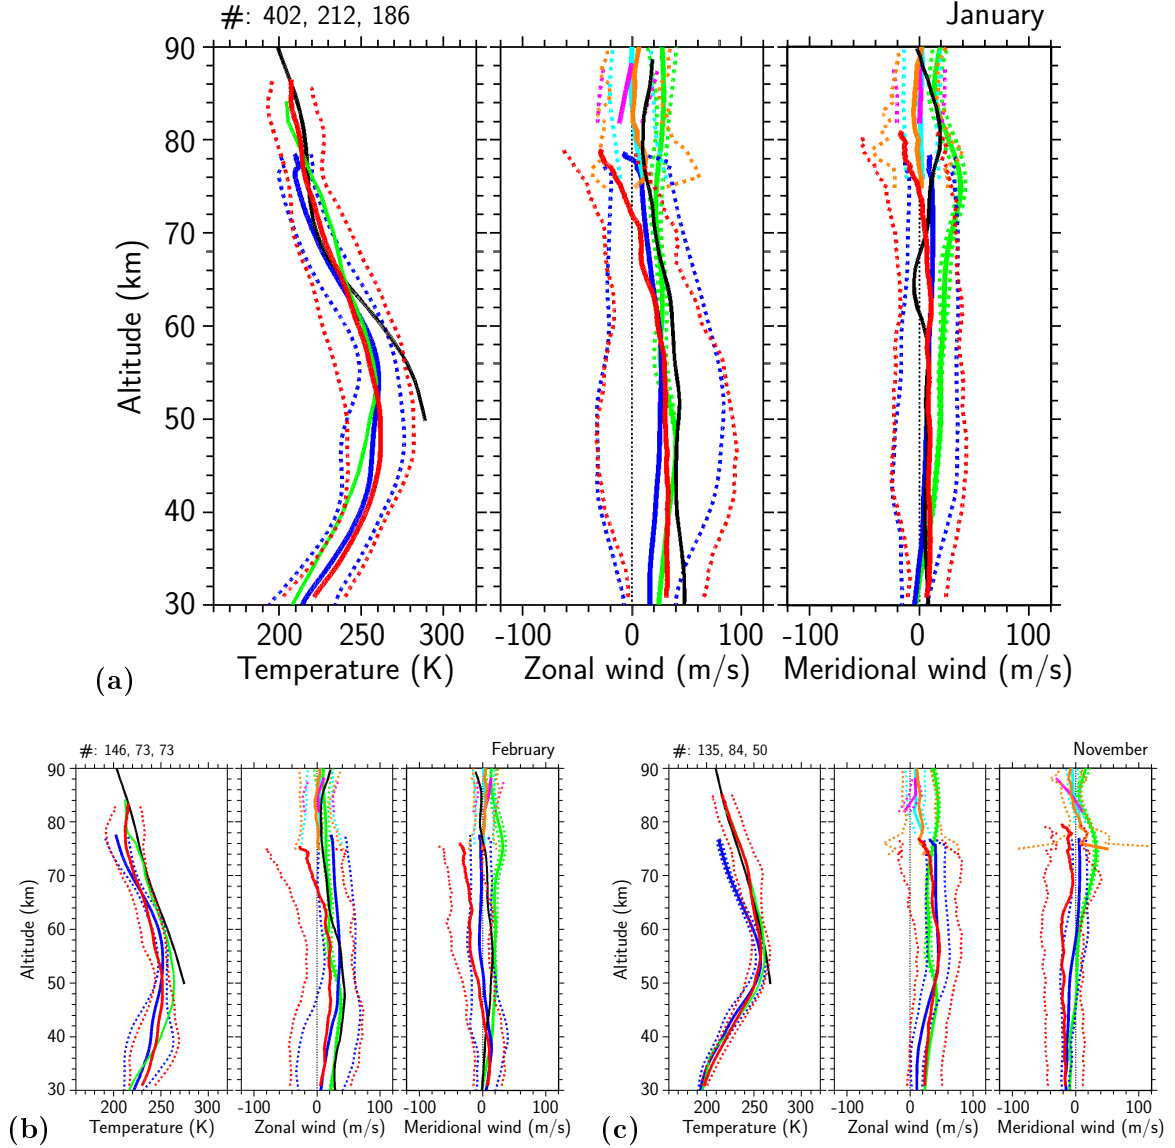 #: 402, 212, 186
January
90
80
70
60
50
40
30
Altitude (km)
200 250 300
-100 0 100
-100 0 100
Temperature (K)
Zonal wind (m/s)
Meridional wind (m/s)
(a)
#: 146, 73, 73
February
90
80
70
60
50
40
30
Altitude (km)
200 250 300
-100 0 100
-100 0 100
Temperature (K)
Zonal wind (m/s)
Meridional wind (m/s)
(b)
#: 135, 84, 50
November
90
80
70
60
50
40
30
Altitude (km)
200 250 300
-100 0 100
-100 0 100
Temperature (K)
Zonal wind (m/s)
Meridional wind (m/s)
(c)